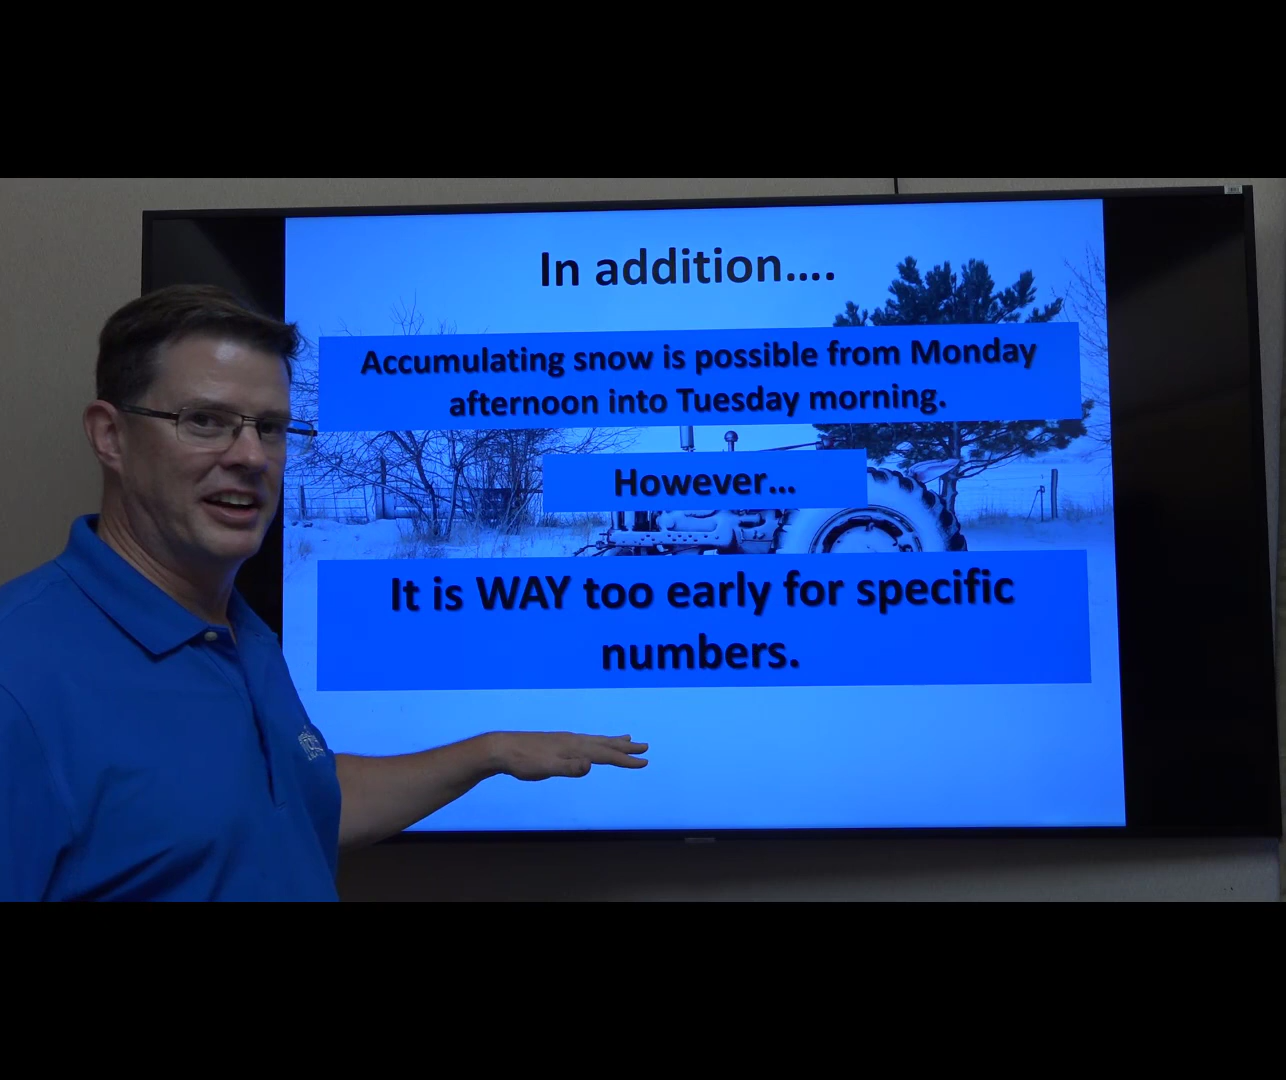 In addition….
Accumulating snow is possible from Monday
afternoon into Tuesday morning.
However…
It is WAY too early for specific
numbers.